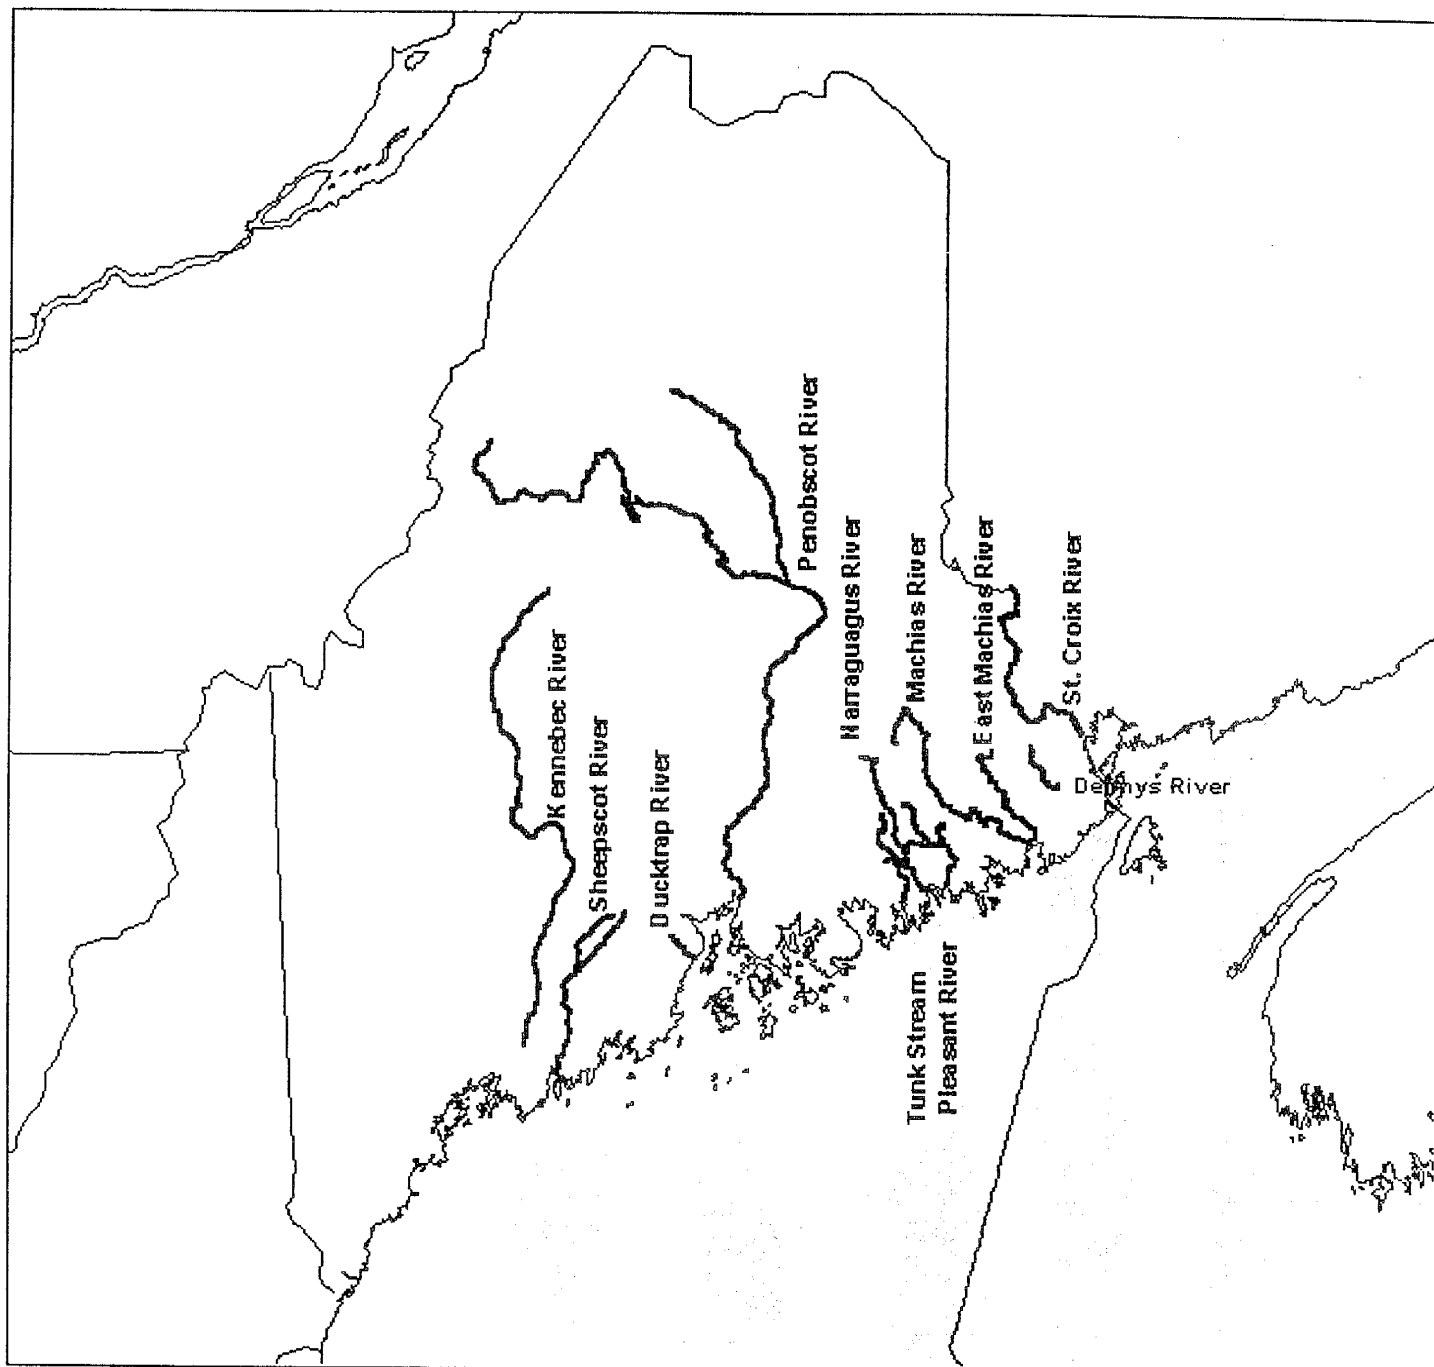 Kennebec River
Sheepscot River
Ducktrap River
Penobscot River
Narraguagus River
Machias River
East Machias River
St. Croix River
Dennys River
Tunk Stream
Pleasant River